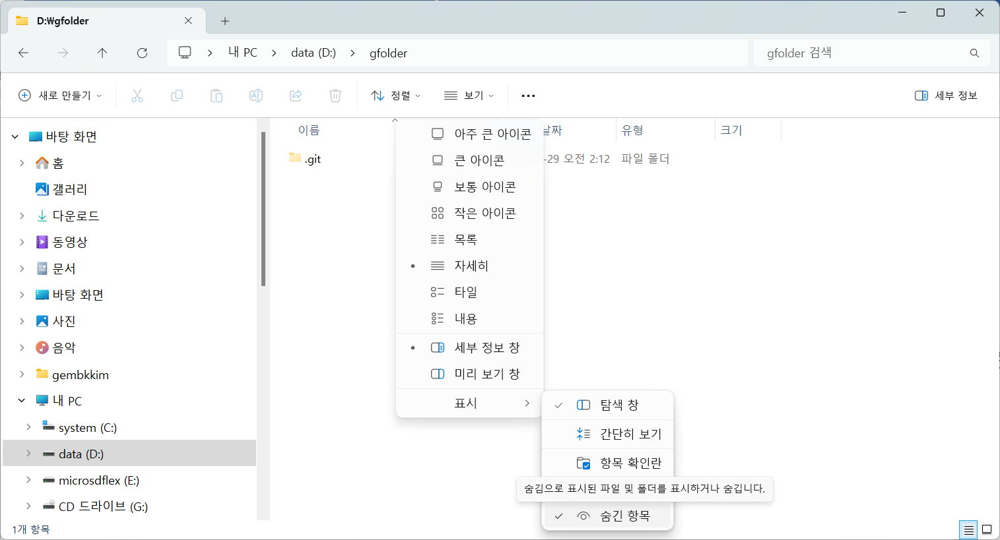 D:₩gfolder
내 PC
data (D:)
gfolder
gfolder 검색
새로 만들기
정렬
보기
세부 정보
바탕 화면
홈
갤러리
다운로드
동영상
문서
바탕 화면
사진
음악
gembkkim
내 PC
system (C:)
data (D:)
microsdflex (E:)
CD 드라이브 (G:)
이름
날짜
유형
크기
.git
-29 오전 2:12
파일 폴더
아주 큰 아이콘
큰 아이콘
보통 아이콘
작은 아이콘
목록
자세히
타일
내용
세부 정보 창
미리 보기 창
표시
탐색 창
간단히 보기
항목 확인란
숨김으로 표시된 파일 및 폴더를 표시하거나 숨깁니다.
숨긴 항목
1개 항목